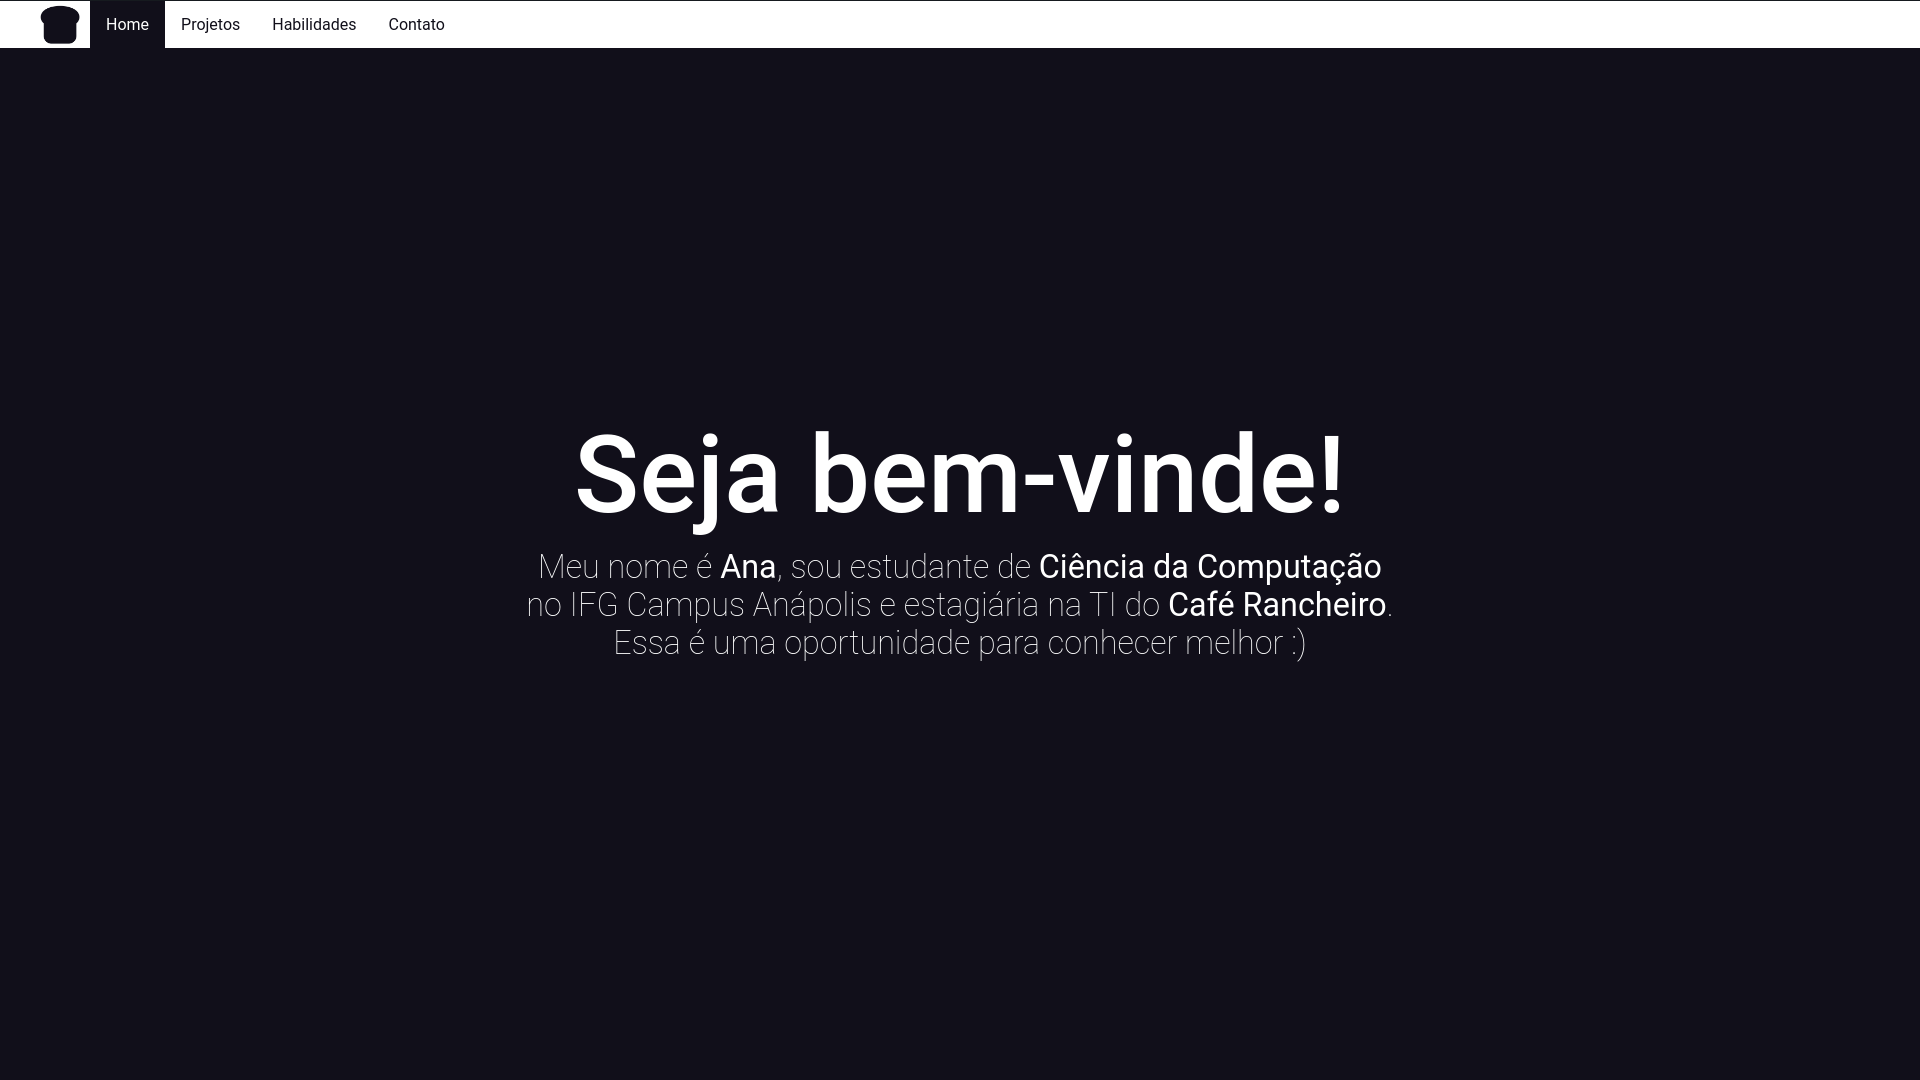 Home Projetos Habilidades Contato
Seja bem-vinde!
Meu nome é Ana, sou estudante de Ciência da Computação
no IFG Campus Anápolis e estagiária na TI do Café Rancheiro.
Essa é uma oportunidade para conhecer melhor :)